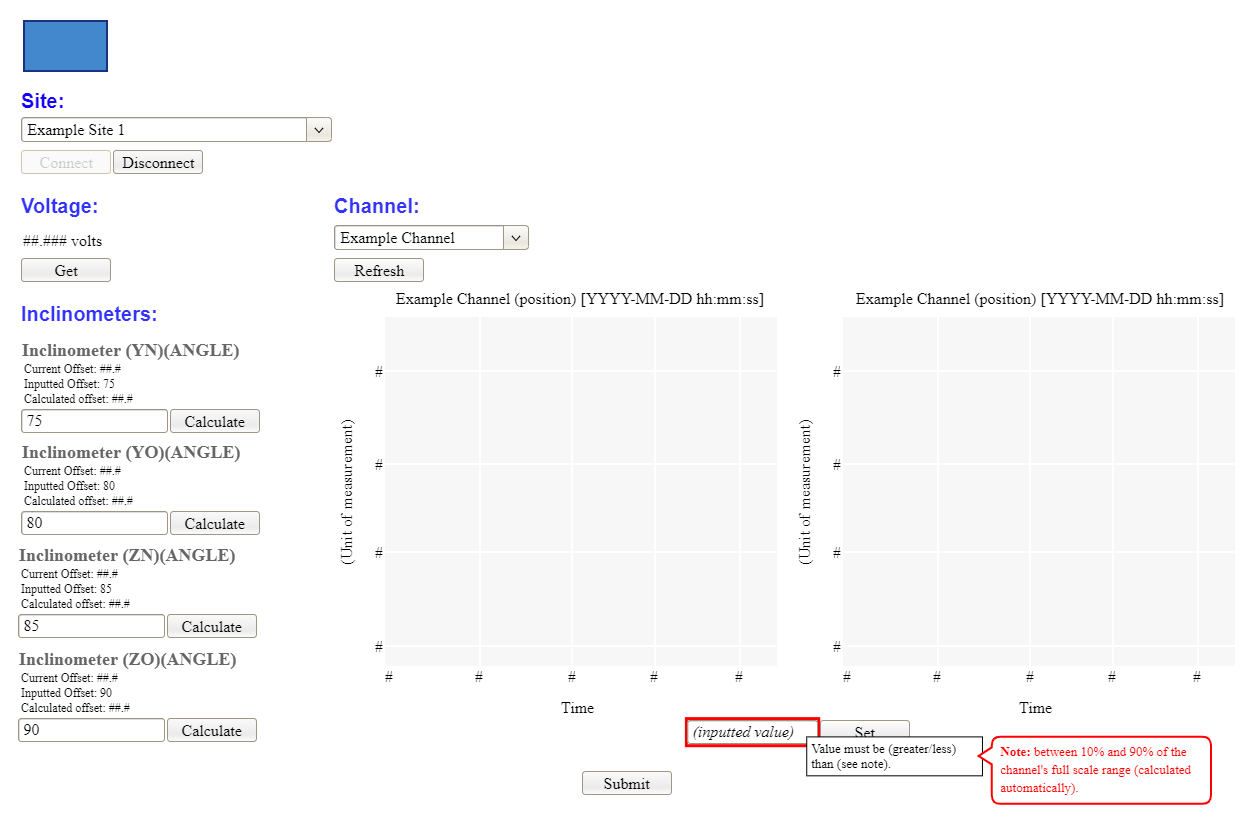 Site:
Example Site 1
Connect Disconnect
Voltage:
##.### volts
Get
Channel:
Example Channel
Refresh
Inclinometers:
Inclinometer (YN)(ANGLE)
Current Offset: ##.#
Inputted Offset: 75
Calculated offset: ##.#
75 Calculate
Inclinometer (YO)(ANGLE)
Current Offset: ##.#
Inputted Offset: 80
Calculated offset: ##.#
80 Calculate
Inclinometer (ZN)(ANGLE)
Current Offset: ##.#
Inputted Offset: 85
Calculated offset: ##.#
85 Calculate
Inclinometer (ZO)(ANGLE)
Current Offset: ##.#
Inputted Offset: 90
Calculated offset: ##.#
90 Calculate
Example Channel (position) [YYYY-MM-DD hh:mm:ss]
(Unit of measurement)
#
#
#
#
# # # # #
Time
Example Channel (position) [YYYY-MM-DD hh:mm:ss]
(Unit of measurement)
#
#
#
#
# # # # #
Time
(inputted value) Set
Value must be (greater/less)
than (see note).
Note: between 10% and 90% of the
channel's full scale range (calculated
automatically).
Submit